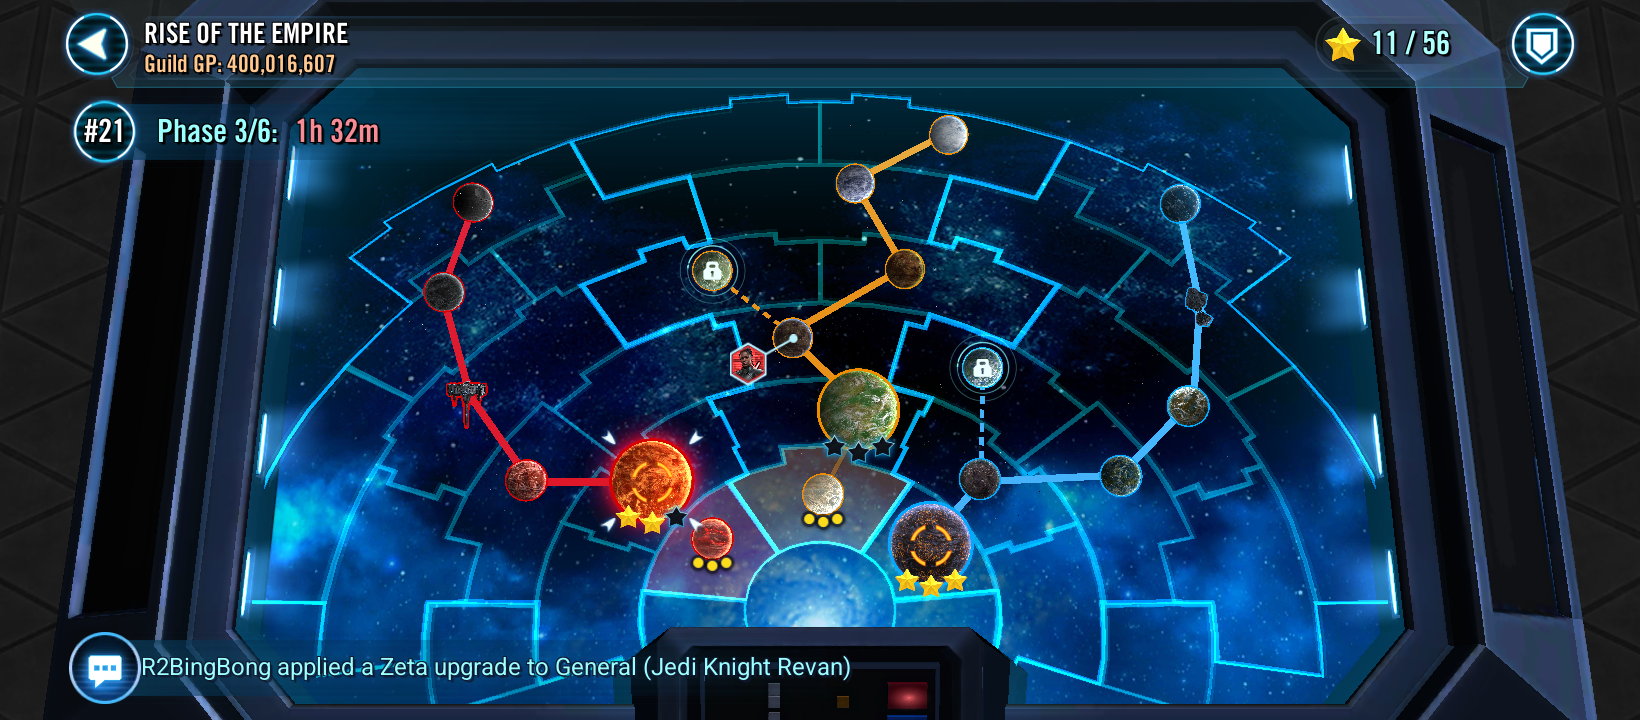 RISE OF THE EMPIRE
Guild GP: 400,016,607
11 / 56
#21 Phase 3/6: 1h 32m
R2BingBong applied a Zeta upgrade to General (Jedi Knight Revan)